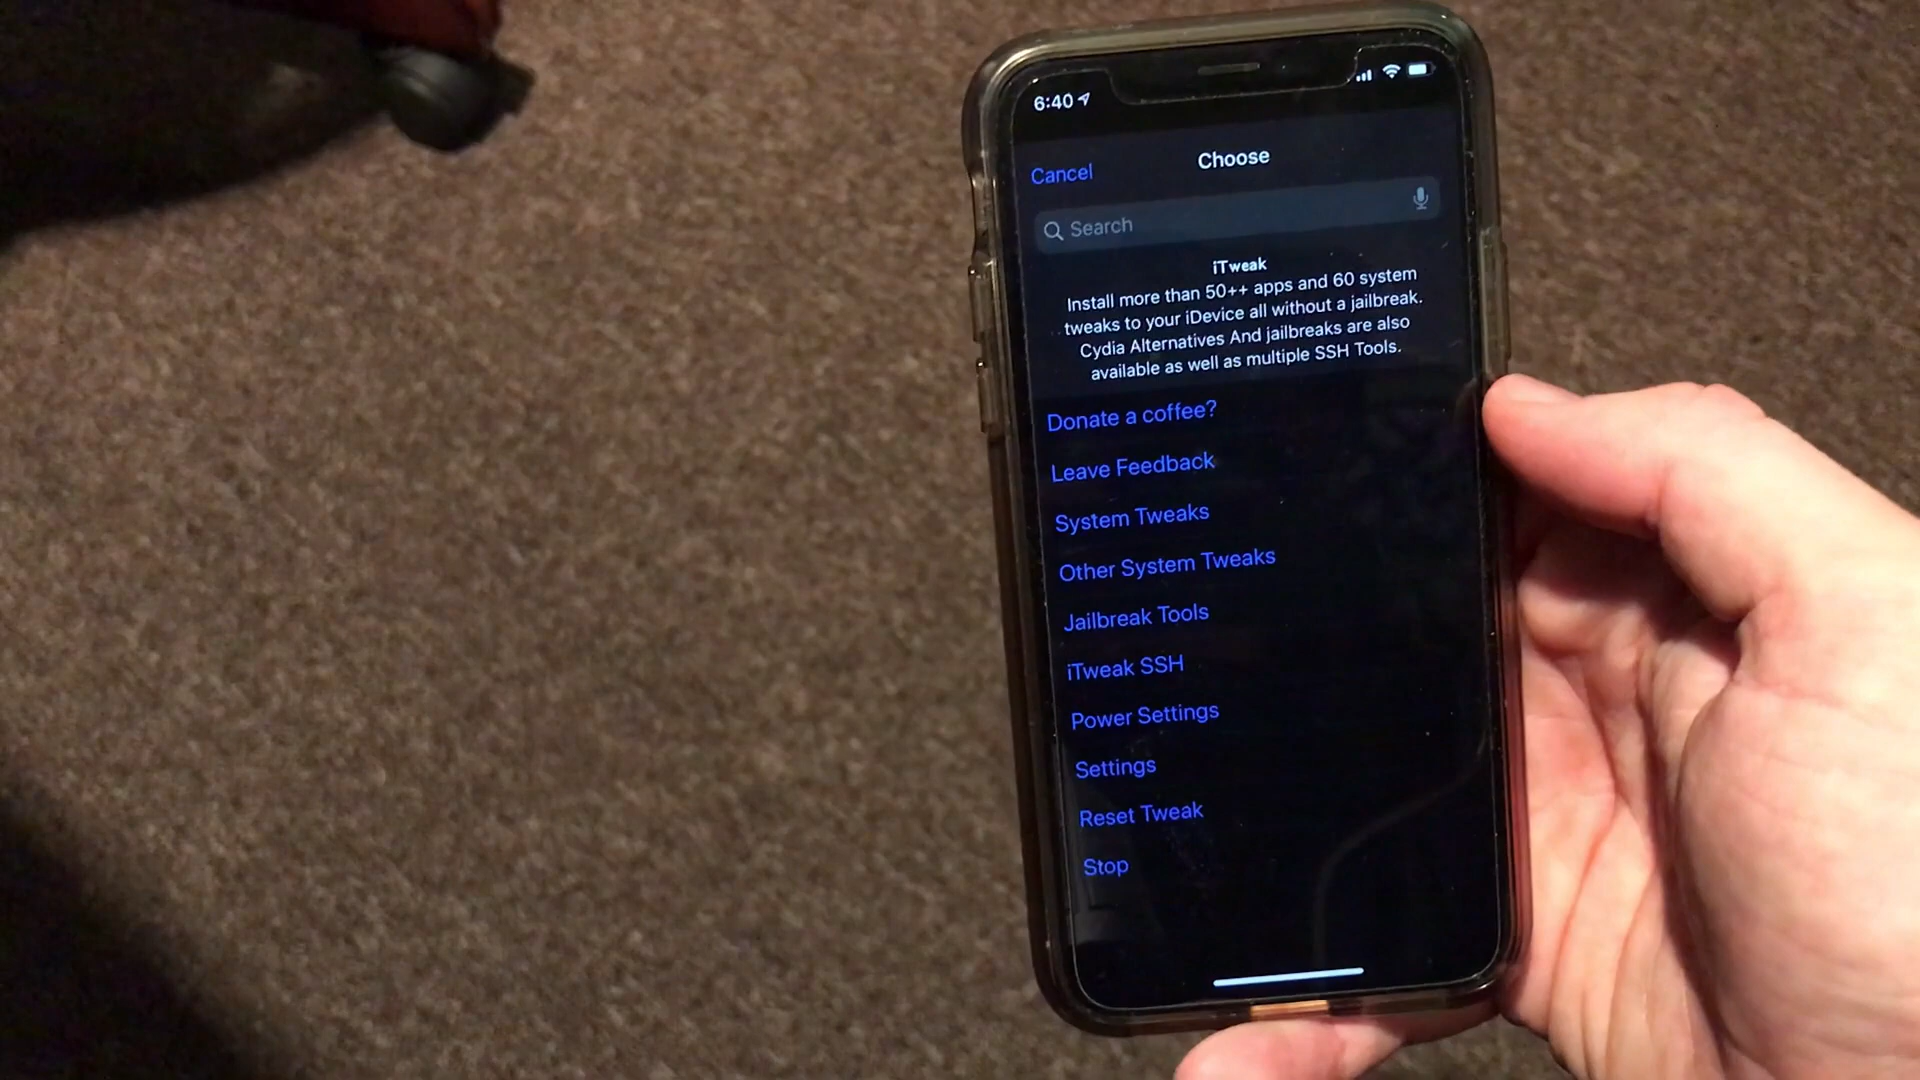 6:40
Cancel
Choose
Search
iTweak
Install more than 50++ apps and 60 system
tweaks to your iDevice all without a jailbreak.
Cydia Alternatives And jailbreaks are also
available as well as multiple SSH Tools.
Donate a coffee?
Leave Feedback
System Tweaks
Other System Tweaks
Jailbreak Tools
iTweak SSH
Power Settings
Settings
Reset Tweak
Stop